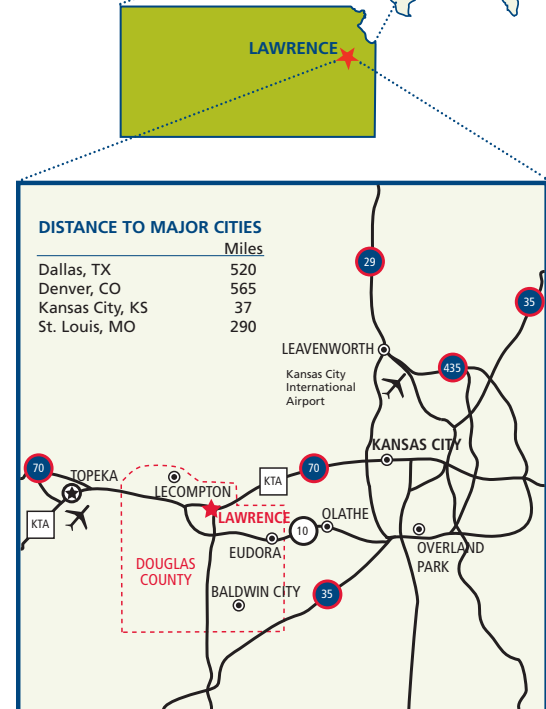 LAWRENCE
DISTANCE TO MAJOR CITIES
Miles
Dallas, TX 520
Denver, CO 565
Kansas City, KS 37
St. Louis, MO 290
29
35
LEAVENWORTH
435
Kansas City
International
Airport
KANSAS CITY
70
TOPEKA
70
KTA
LECOMPTON
LAWRENCE
KTA
10
OLATHE
EUDORA
OVERLAND
PARK
DOUGLAS
COUNTY
BALDWIN CITY
35